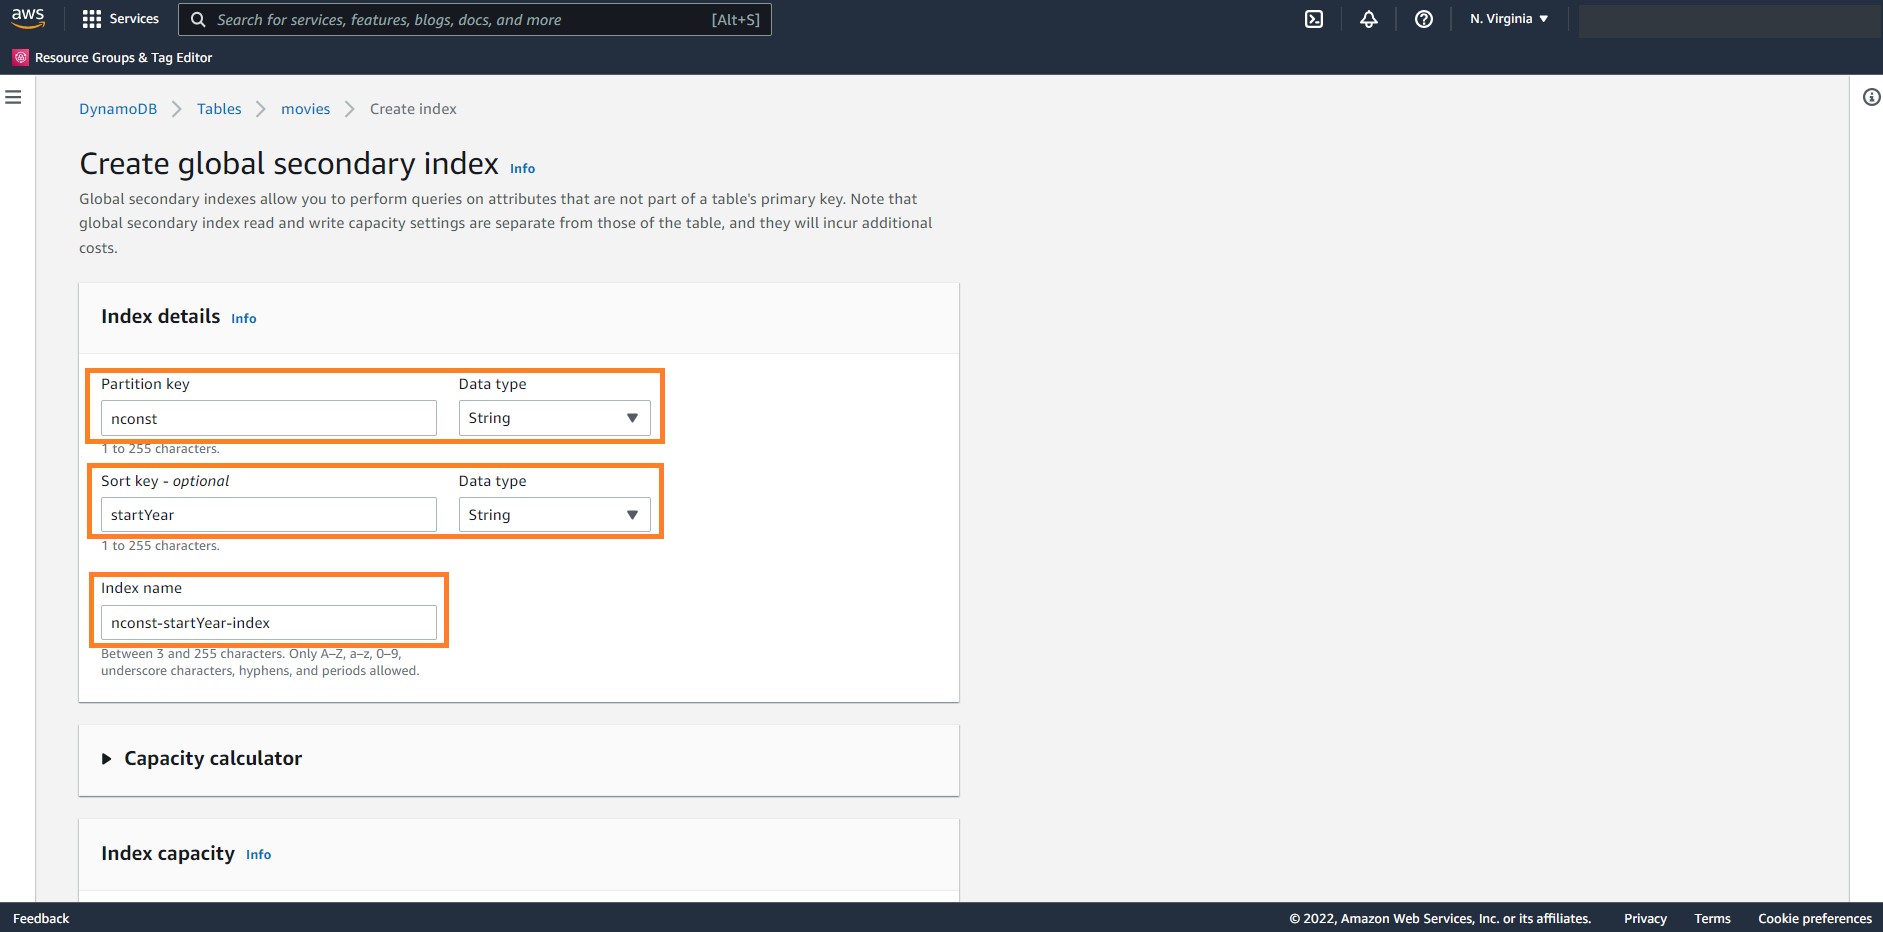 aws
Services
Search for services, features, blogs, docs, and more [Alt+S]
N. Virginia
Resource Groups & Tag Editor
DynamoDB Tables movies Create index
Create global secondary index Info
Global secondary indexes allow you to perform queries on attributes that are not part of a table's primary key. Note that
global secondary index read and write capacity settings are separate from those of the table, and they will incur additional
costs.
Index details Info
Partition key Data type
nconst String
1 to 255 characters.
Sort key - optional Data type
startYear String
1 to 255 characters.
Index name
nconst-startYear-index
Between 3 and 255 characters. Only A–Z, a–z, 0–9,
underscore characters, hyphens, and periods allowed.
Capacity calculator
Index capacity Info
Feedback © 2022, Amazon Web Services, Inc. or its affiliates. Privacy Terms Cookie preferences